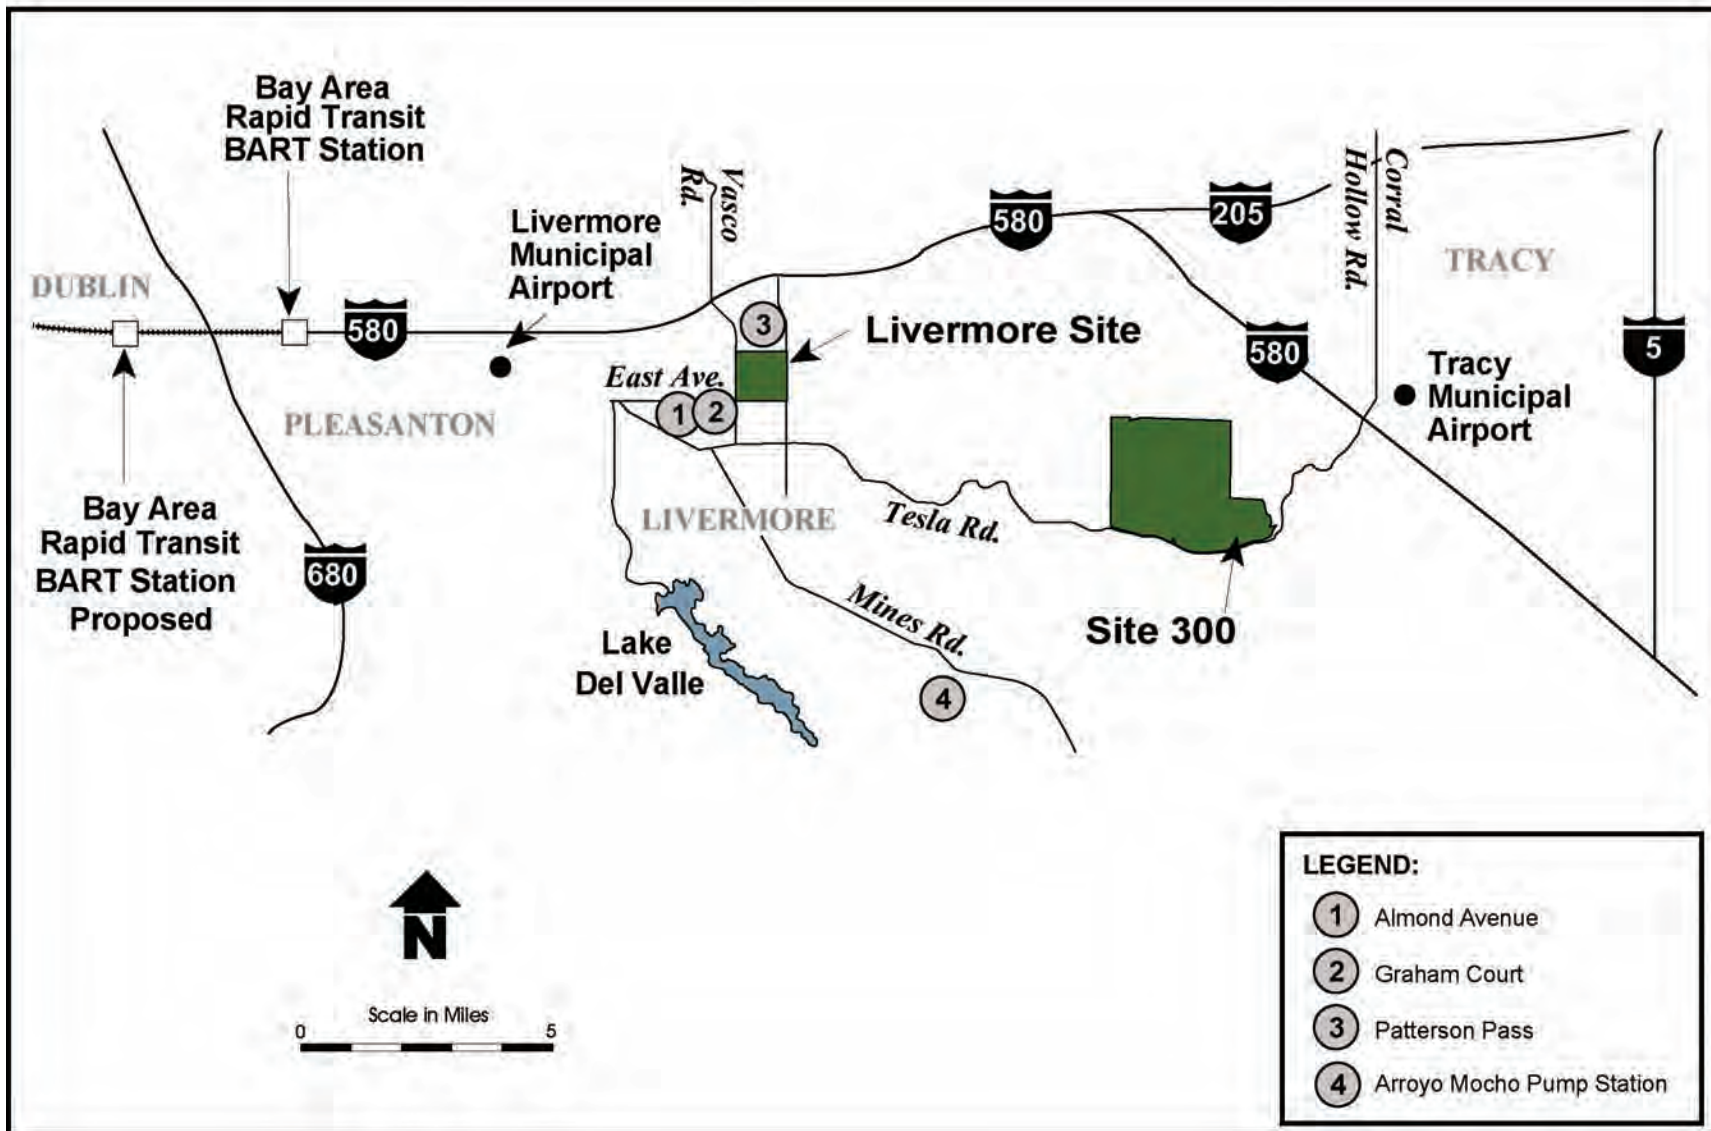 Bay Area
Rapid Transit
BART Station
Vasco
Rd.
Corral
Hollow Rd.
580
205
Livermore
Municipal
Airport
TRACY
DUBLIN
580
3
Livermore Site
580
5
East Ave.
Tracy
Municipal
Airport
1
2
PLEASANTON
Bay Area
Rapid Transit
BART Station
Proposed
LIVERMORE
Tesla Rd.
680
Mines Rd.
Site 300
Lake
Del Valle
4
N
Scale in Miles
0 5
LEGEND:
1 Almond Avenue
2 Graham Court
3 Patterson Pass
4 Arroyo Mocho Pump Station